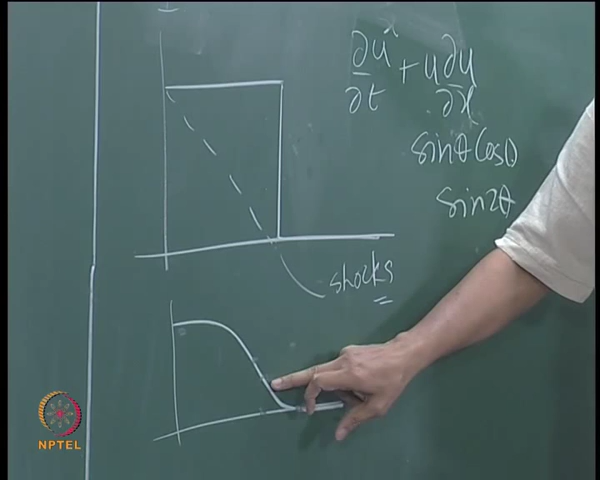 ∂u/∂t + u ∂u/∂x
sinθ cosθ
sin2θ
shocks
NPTEL